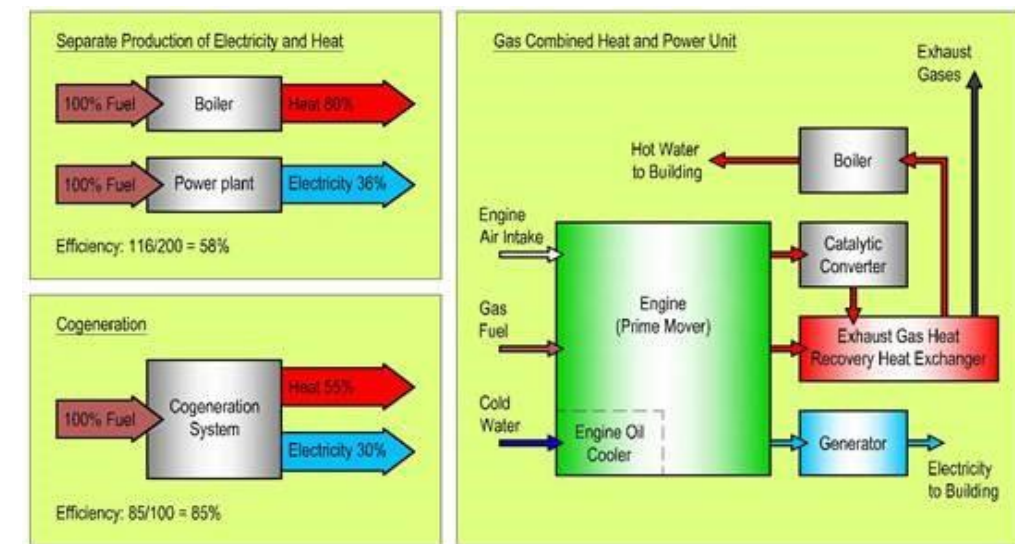 Separate Production of Electricity and Heat
100% Fuel
Boiler
Heat 80%
100% Fuel
Power plant
Electricity 36%
Efficiency: 116/200 = 58%
Cogeneration
100% Fuel
Cogeneration
System
Heat 55%
Electricity 30%
Efficiency: 85/100 = 85%
Gas Combined Heat and Power Unit
Exhaust
Gases
Hot Water
to Building
Boiler
Engine
Air Intake
Catalytic
Converter
Gas
Fuel
Engine
(Prime Mover)
Exhaust Gas Heat
Recovery Heat Exchanger
Cold
Water
Engine Oil
Cooler
Generator
Electricity
to Building